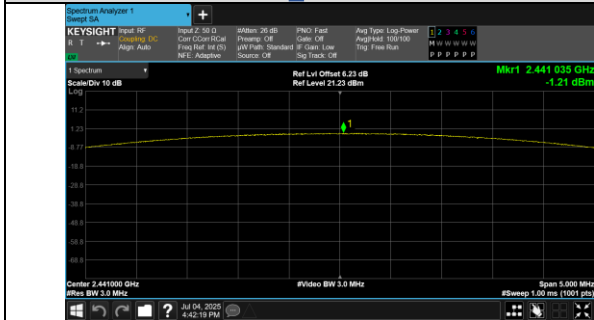 Spectrum Analyzer 1
Swept SA
+
KEYSIGHT
R T
Input: RF
Coupling: DC
Align: Auto
Input Z: 50 Ω
Corr CCorr RCal
Freq Ref: Int (S)
NFE: Adaptive
#Atten: 26 dB
Preamp: Off
µW Path: Standard
Source: Off
PNO: Fast
Gate: Off
IF Gain: Low
Sig Track: Off
Avg Type: Log-Power
Avg|Hold: 100/100
Trig: Free Run
1 2 3 4 5 6
M W W W W W
P P P P P P
1 Spectrum
Scale/Div 10 dB
Log
Ref Lvl Offset 6.23 dB
Ref Level 21.23 dBm
Mkr1 2.441 035 GHz
-1.21 dBm
1
11.2
1.23
-8.77
-18.8
-28.8
-38.8
-48.8
-58.8
-68.8
Center 2.441000 GHz
#Res BW 3.0 MHz
#Video BW 3.0 MHz
Span 5.000 MHz
#Sweep 1.00 ms (1001 pts)
?
Jul 04, 2025
4:42:19 PM